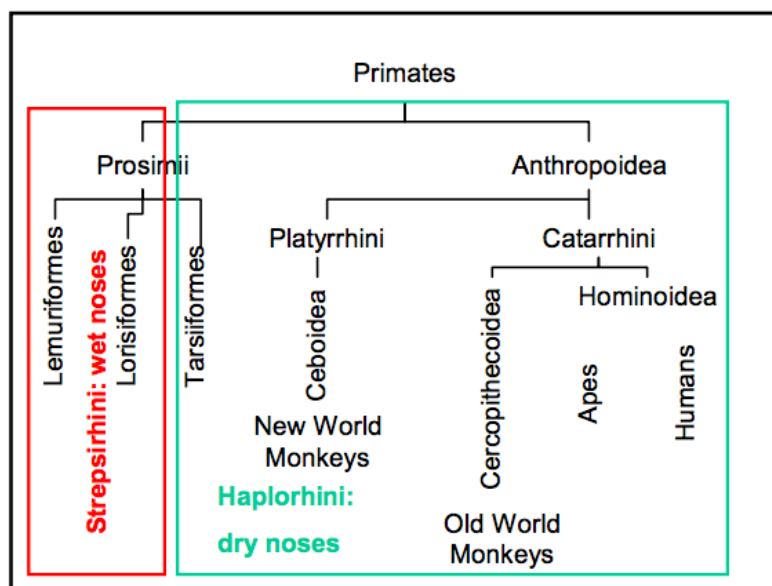 Primates
Prosimii
Anthropoidea
Lemuriformes
Strepsirhini: wet noses
Lorisiformes
Tarsiiformes
Platyrrhini
Catarrhini
Ceboidea
New World
Monkeys
Cercopithecoidea
Old World
Monkeys
Hominoidea
Apes
Humans
Haplorhini:
dry noses